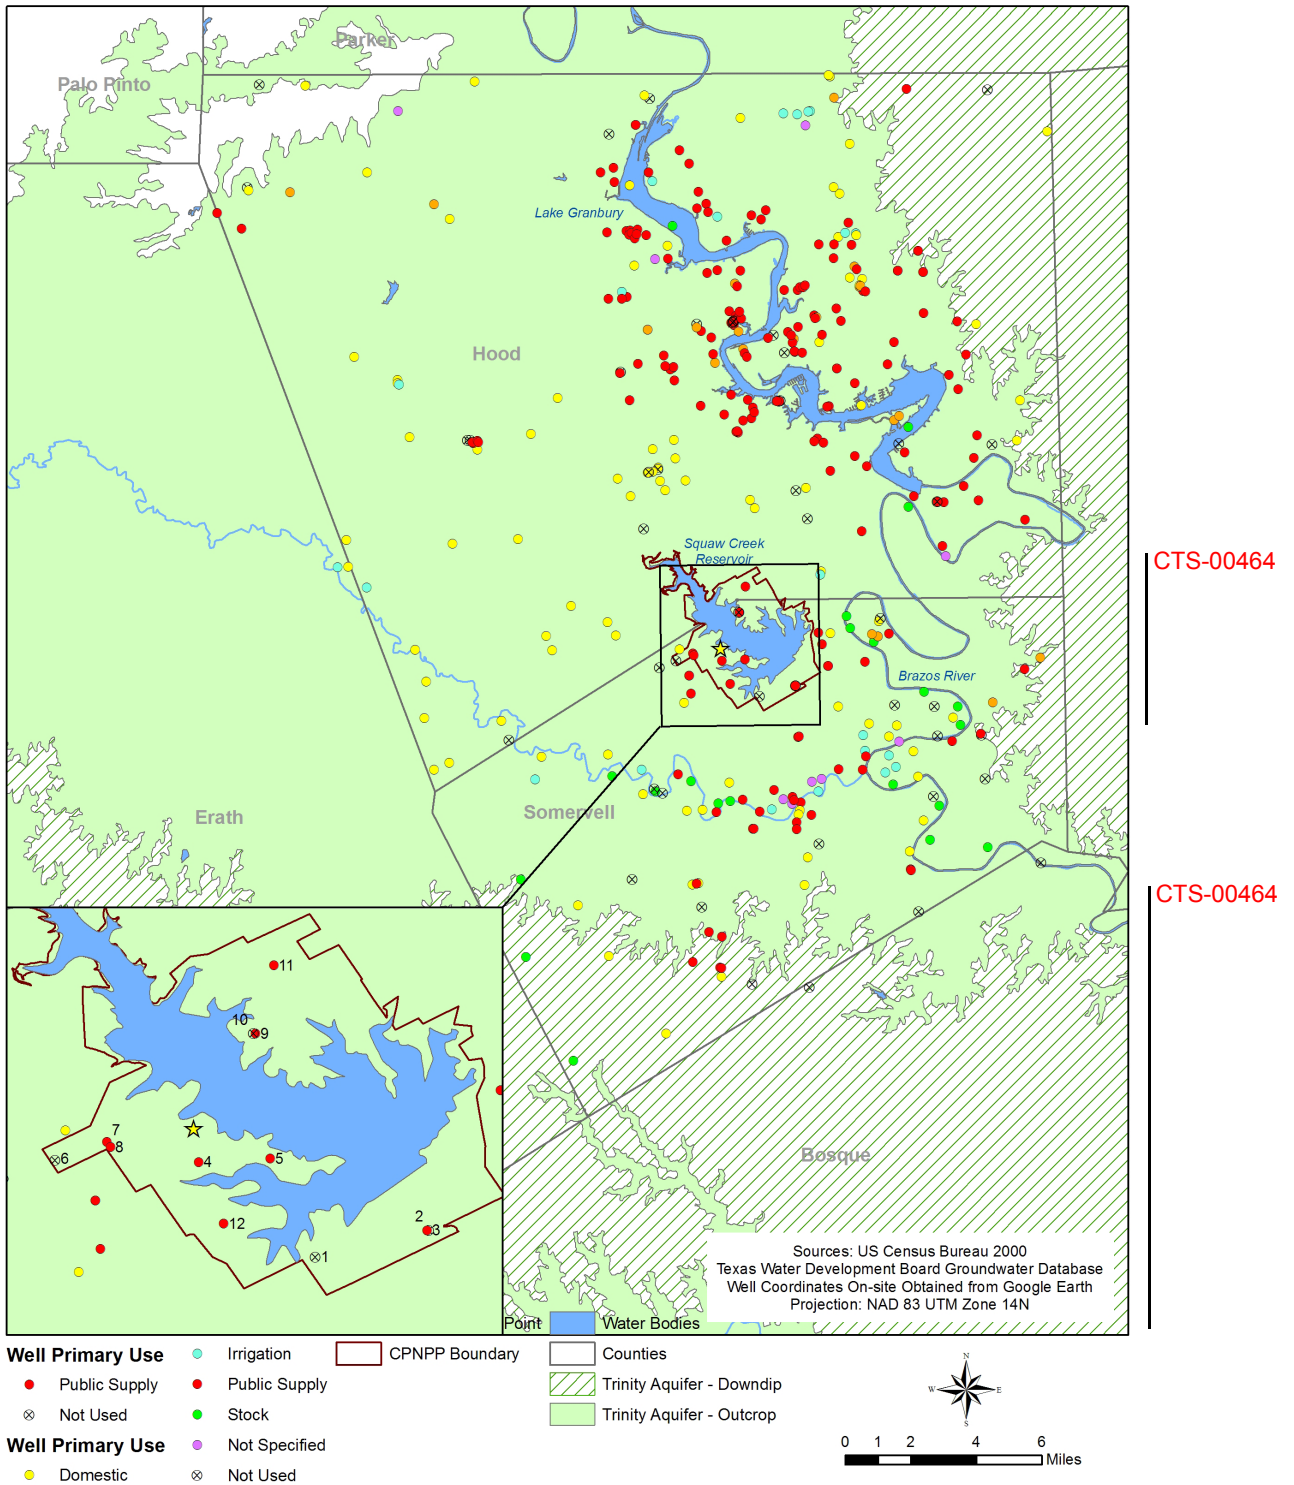 Parker
Palo Pinto
Lake Granbury
Hood
Squaw Creek
Reservoir
CTS-00464
Brazos River
Erath
Somervell
CTS-00464
11
10
9
7
8
6
4
5
12
2
3
1
Bosque
Sources: US Census Bureau 2000
Texas Water Development Board Groundwater Database
Well Coordinates On-site Obtained from Google Earth
Projection: NAD 83 UTM Zone 14N
Point
Water Bodies
Well Primary Use
Irrigation
CPNPP Boundary
Counties
Public Supply
Public Supply
Trinity Aquifer - Downdip
Not Used
Stock
Trinity Aquifer - Outcrop
Well Primary Use
Not Specified
Domestic
Not Used
N
W
E
S
0 1 2 4 6
Miles